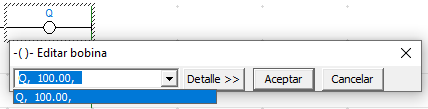 Q
-( )- Editar bobina
Q, 100.00,
Detalle >>
Aceptar
Cancelar
Q, 100.00,